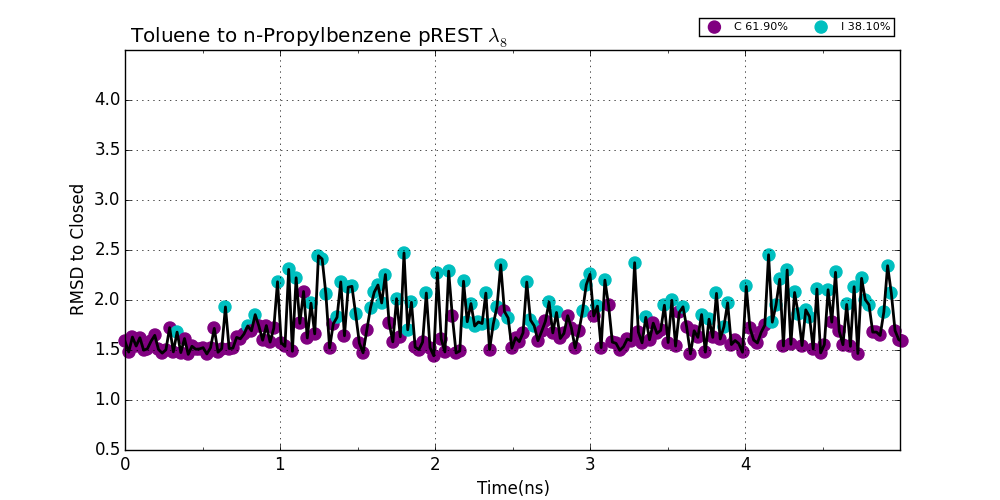 Toluene to n-Propylbenzene pREST λ8
C 61.90% I 38.10%
4.0
3.5
3.0
2.5
2.0
1.5
1.0
0.5
RMSD to Closed
0 1 2 3 4
Time(ns)